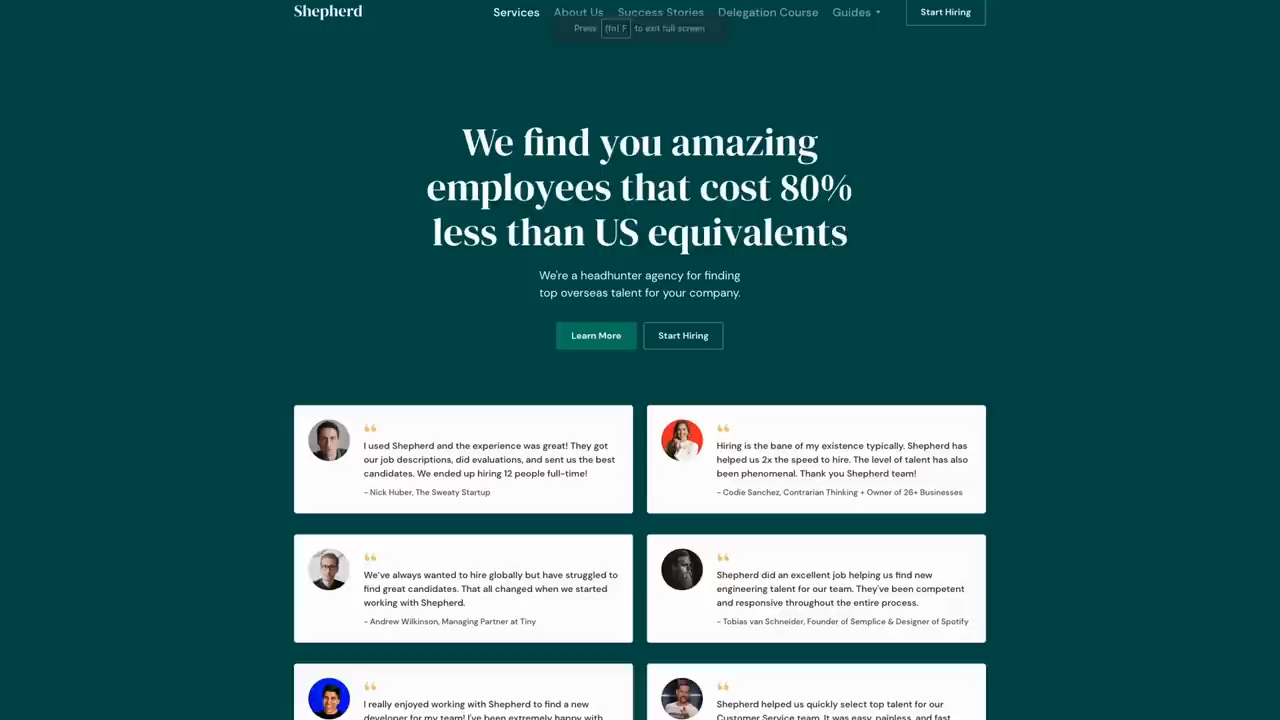 Shepherd
Services About Us Success Stories Delegation Course Guides Start Hiring
Press (fn) F to exit full screen
We find you amazing
employees that cost 80%
less than US equivalents
We're a headhunter agency for finding
top overseas talent for your company.
Learn More Start Hiring
“
I used Shepherd and the experience was great! They got
our job descriptions, did evaluations, and sent us the best
candidates. We ended up hiring 12 people full-time!
– Nick Huber, The Sweaty Startup
“
Hiring is the bane of my existence typically. Shepherd has
helped us 2x the speed to hire. The level of talent has also
been phenomenal. Thank you Shepherd team!
– Codie Sanchez, Contrarian Thinking + Owner of 26+ Businesses
“
We've always wanted to hire globally but have struggled to
find great candidates. That all changed when we started
working with Shepherd.
– Andrew Wilkinson, Managing Partner at Tiny
“
Shepherd did an excellent job helping us find new
engineering talent for our team. They've been competent
and responsive throughout the entire process.
– Tobias van Schneider, Founder of Semplice & Designer of Spotify
“
I really enjoyed working with Shepherd to find a new
developer for my team! I've been extremely happy with
“
Shepherd helped us quickly select top talent for our
Customer Service team. It was easy, painless, and fast